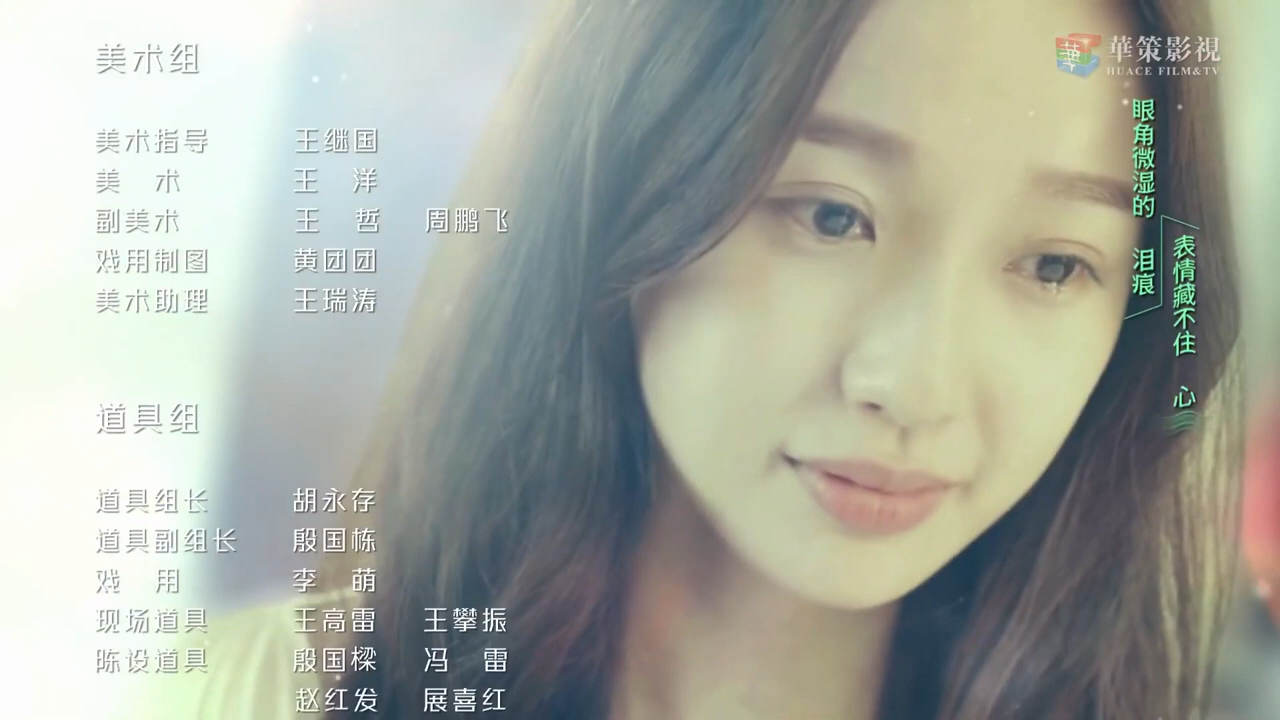 美术组
美术指导 王继国
美 术 王 洋
副美术 王 哲 周鹏飞
戏用制图 黄团团
美术助理 王瑞涛
道具组
道具组长 胡永存
道具副组长 殷国栋
戏 用 李 萌
现场道具 王高雷 王攀振
陈设道具 殷国樑 冯 雷
赵红发 展喜红
華
華策影視
HUACE FILM&TV
眼角微湿的 泪痕
表情藏不住 心